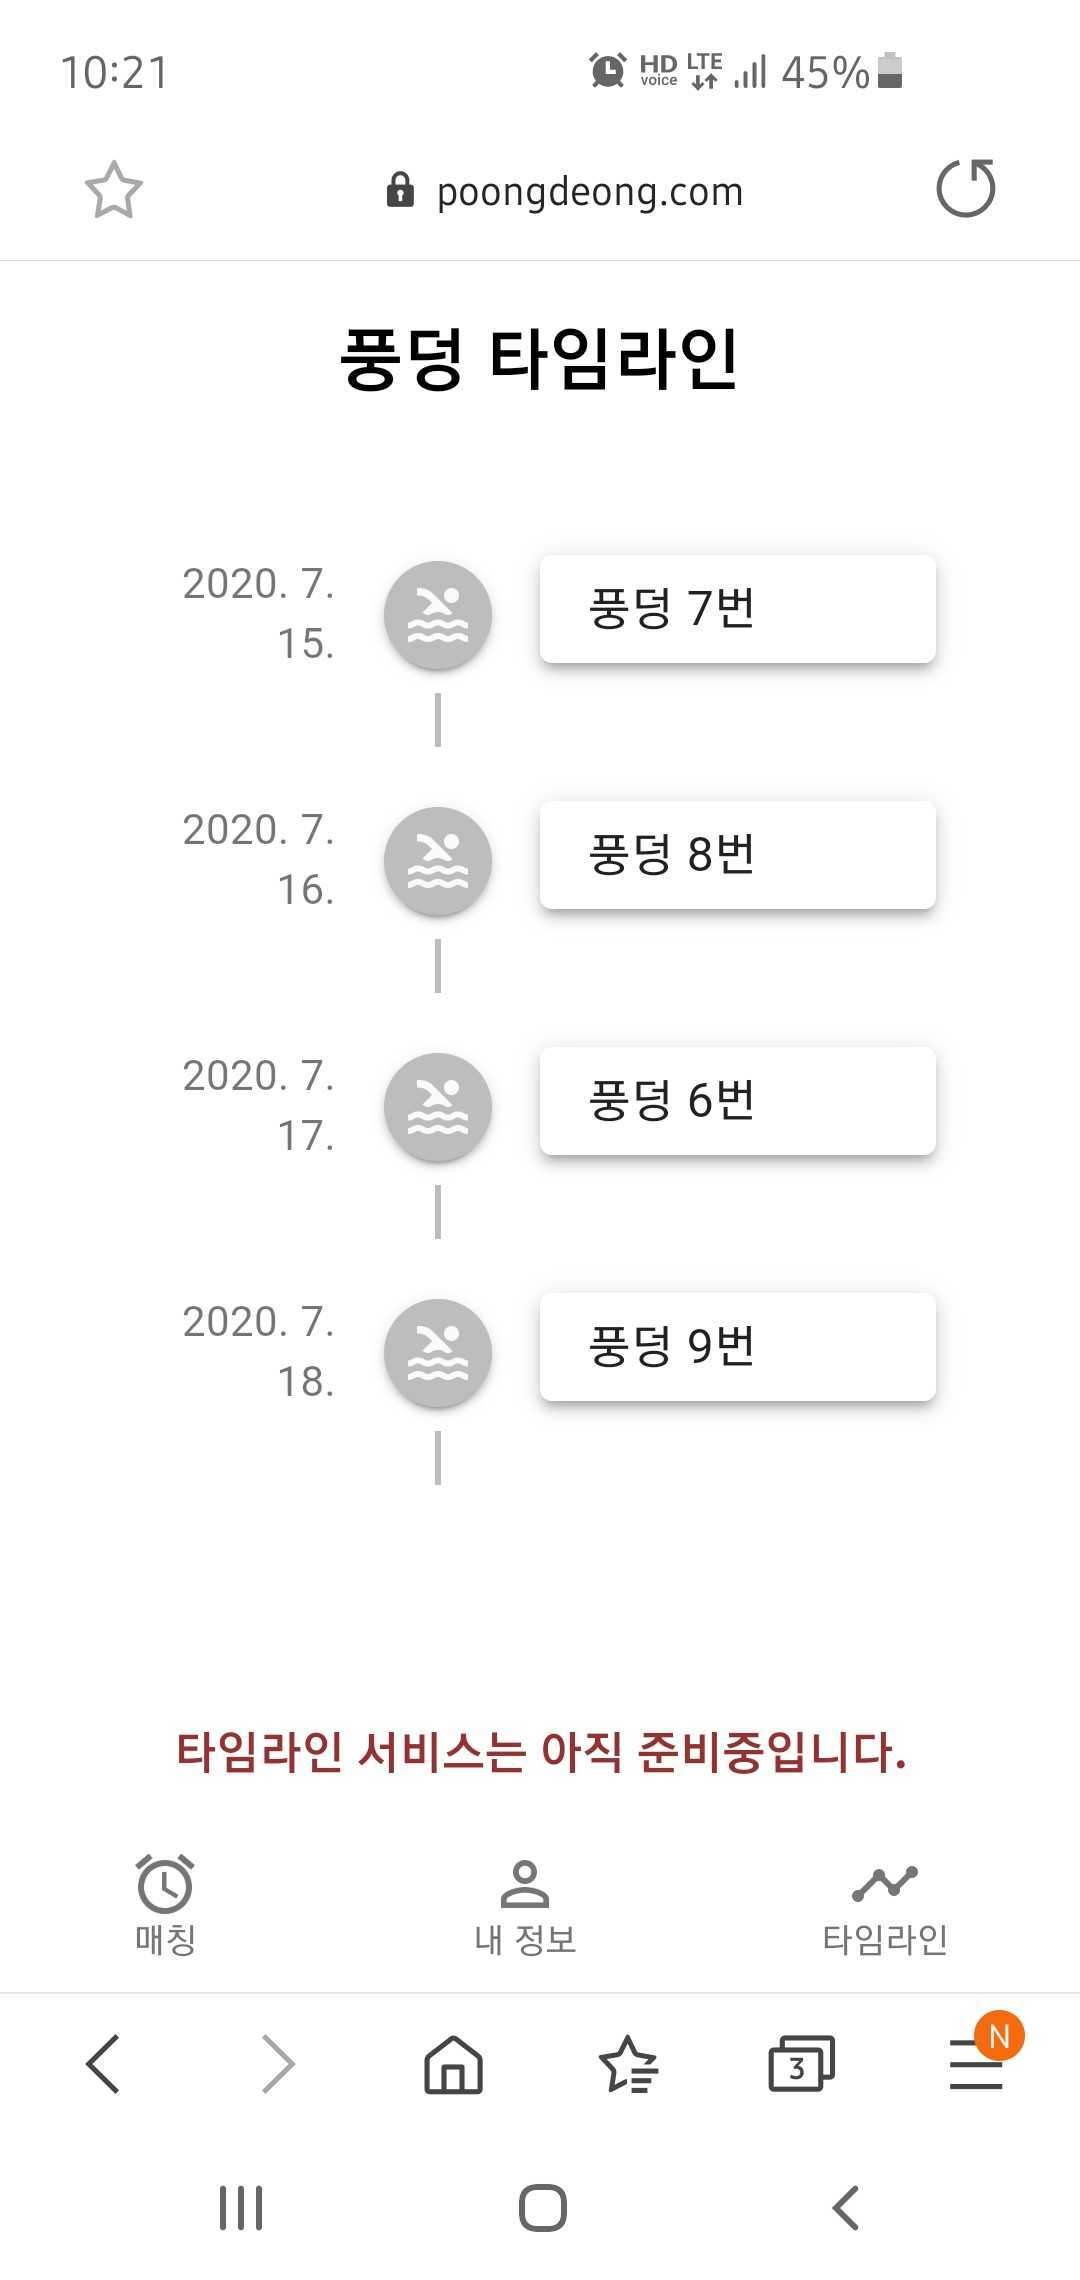 10:21
HD voice LTE 45%
poongdeong.com
풍덩 타임라인
2020. 7.
15.
풍덩 7번
2020. 7.
16.
풍덩 8번
2020. 7.
17.
풍덩 6번
2020. 7.
18.
풍덩 9번
타임라인 서비스는 아직 준비중입니다.
매칭
내 정보
타임라인
3
N